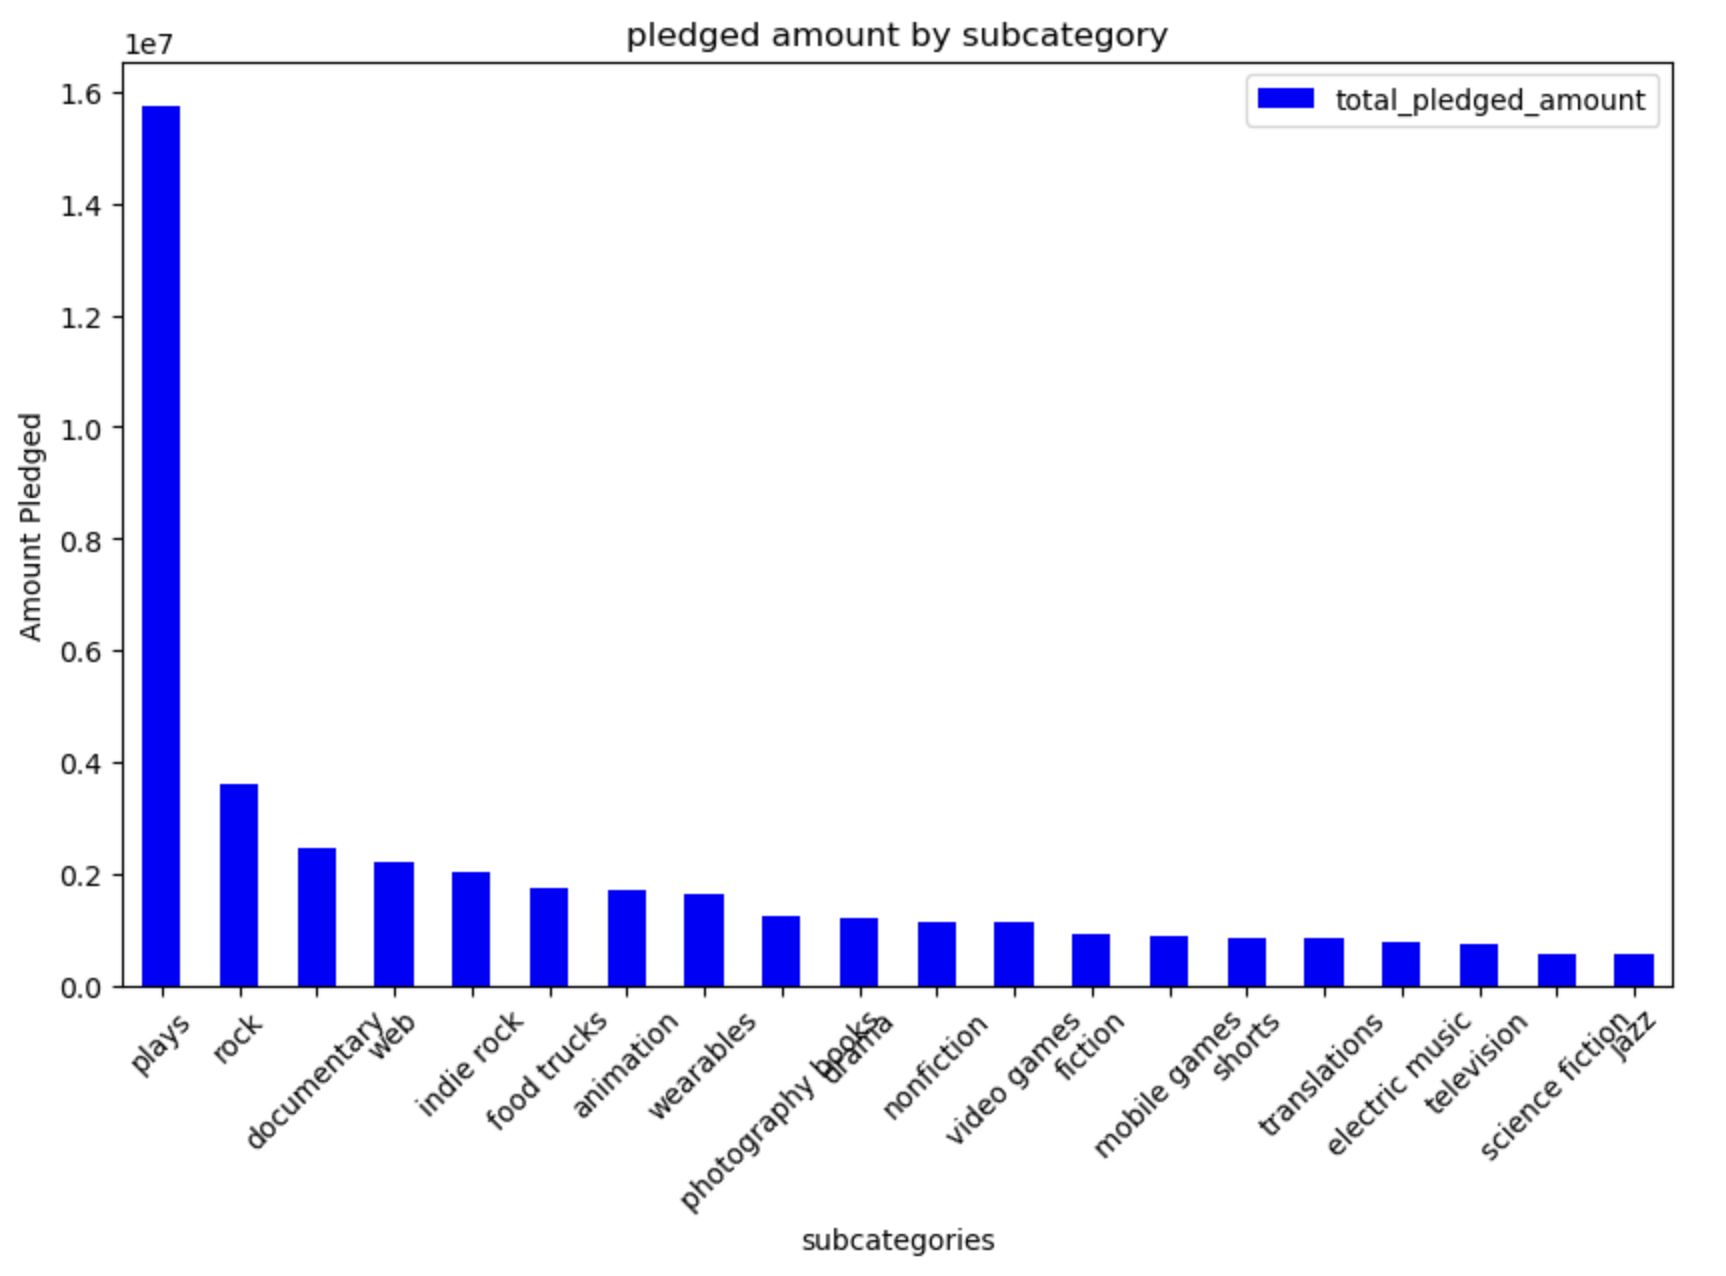 pledged amount by subcategory
1e7
total_pledged_amount
1.6
1.4
1.2
1.0
0.8
0.6
0.4
0.2
0.0
Amount Pledged
plays
rock
documentary
web
indie rock
food trucks
animation
wearables
photography books
drama
nonfiction
video games
fiction
mobile games
shorts
translations
electric music
television
science fiction
jazz
subcategories